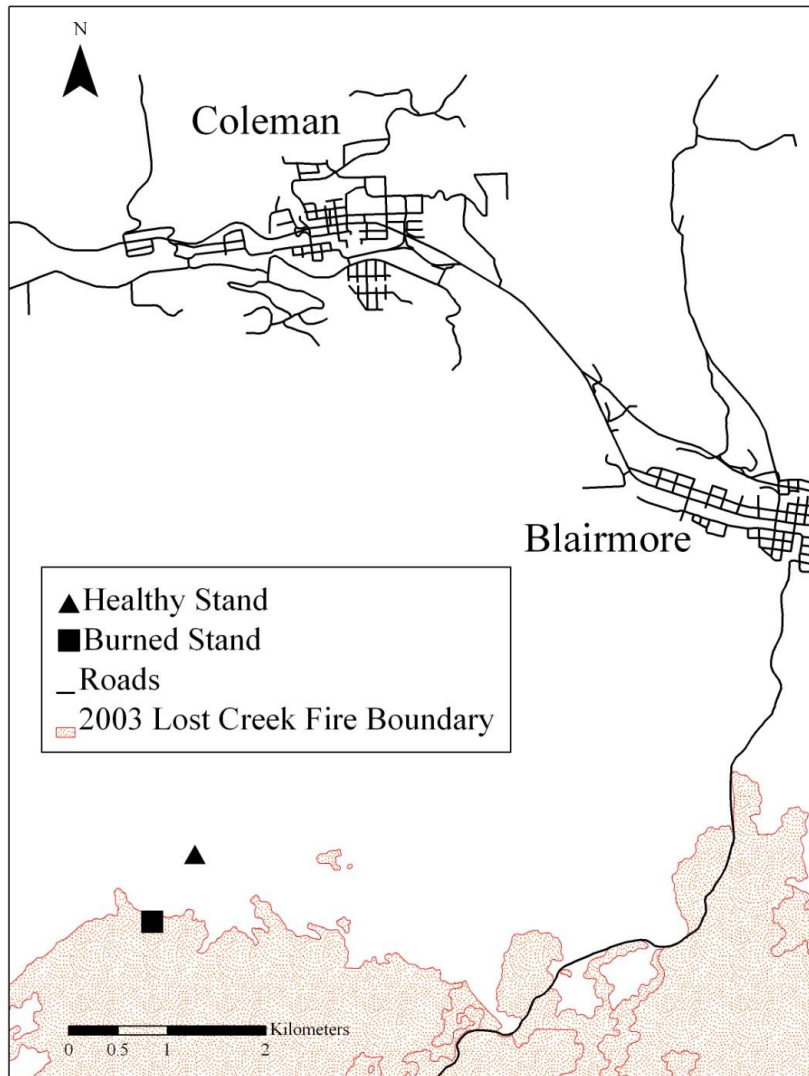 N
Coleman
Blairmore
Healthy Stand
Burned Stand
Roads
2003 Lost Creek Fire Boundary
Kilometers
0 0.5 1 2